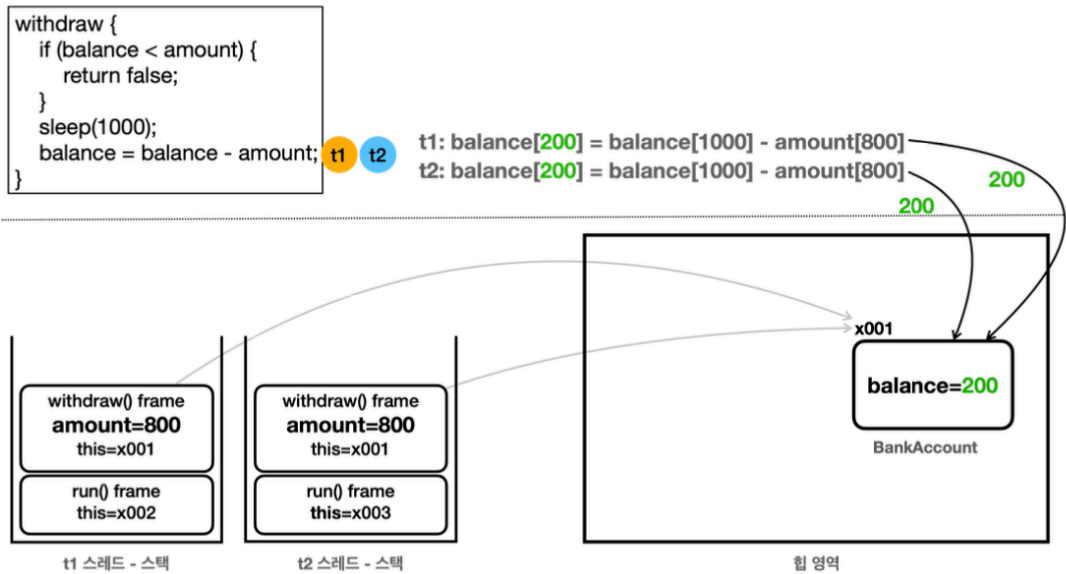 withdraw {
if (balance < amount) {
return false;
}
sleep(1000);
balance = balance - amount;
}
t1
t2
t1: balance[200] = balance[1000] - amount[800]
t2: balance[200] = balance[1000] - amount[800]
200
200
x001
balance=200
BankAccount
withdraw() frame
amount=800
this=x001
run() frame
this=x002
t1 스레드 - 스택
withdraw() frame
amount=800
this=x001
run() frame
this=x003
t2 스레드 - 스택
힙 영역